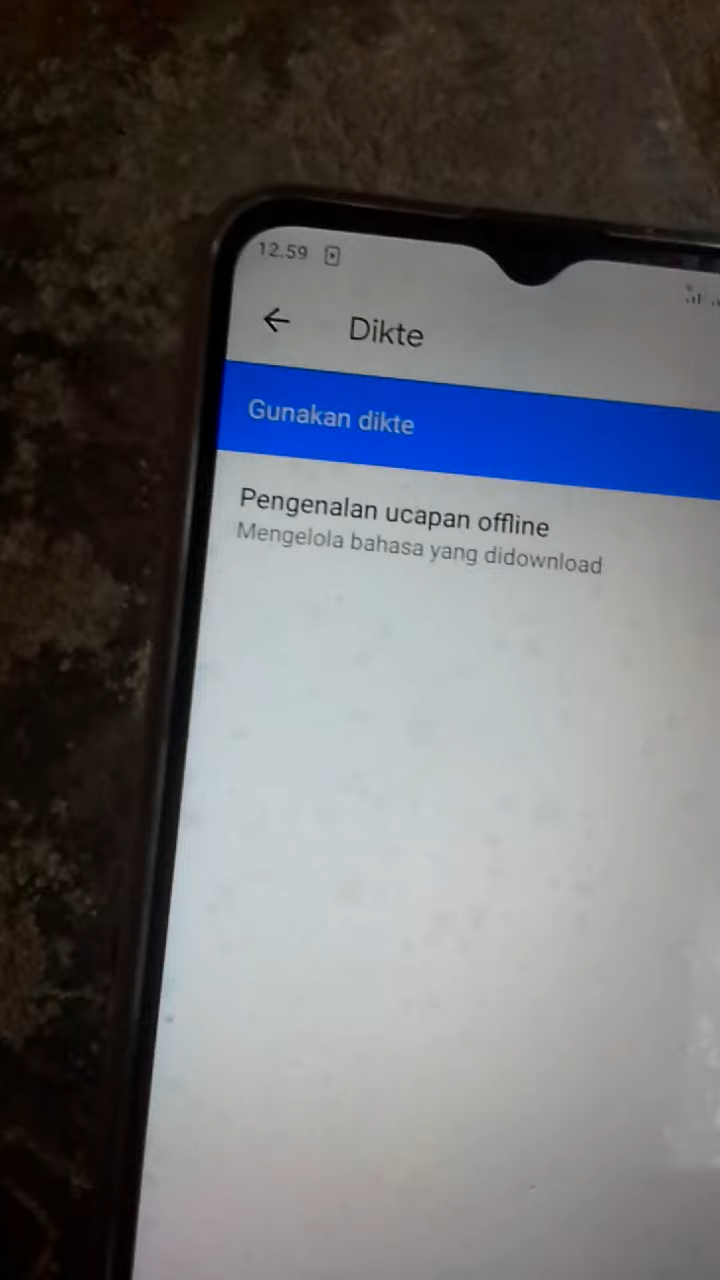 12.59
Dikte
Gunakan dikte
Pengenalan ucapan offline
Mengelola bahasa yang didownload